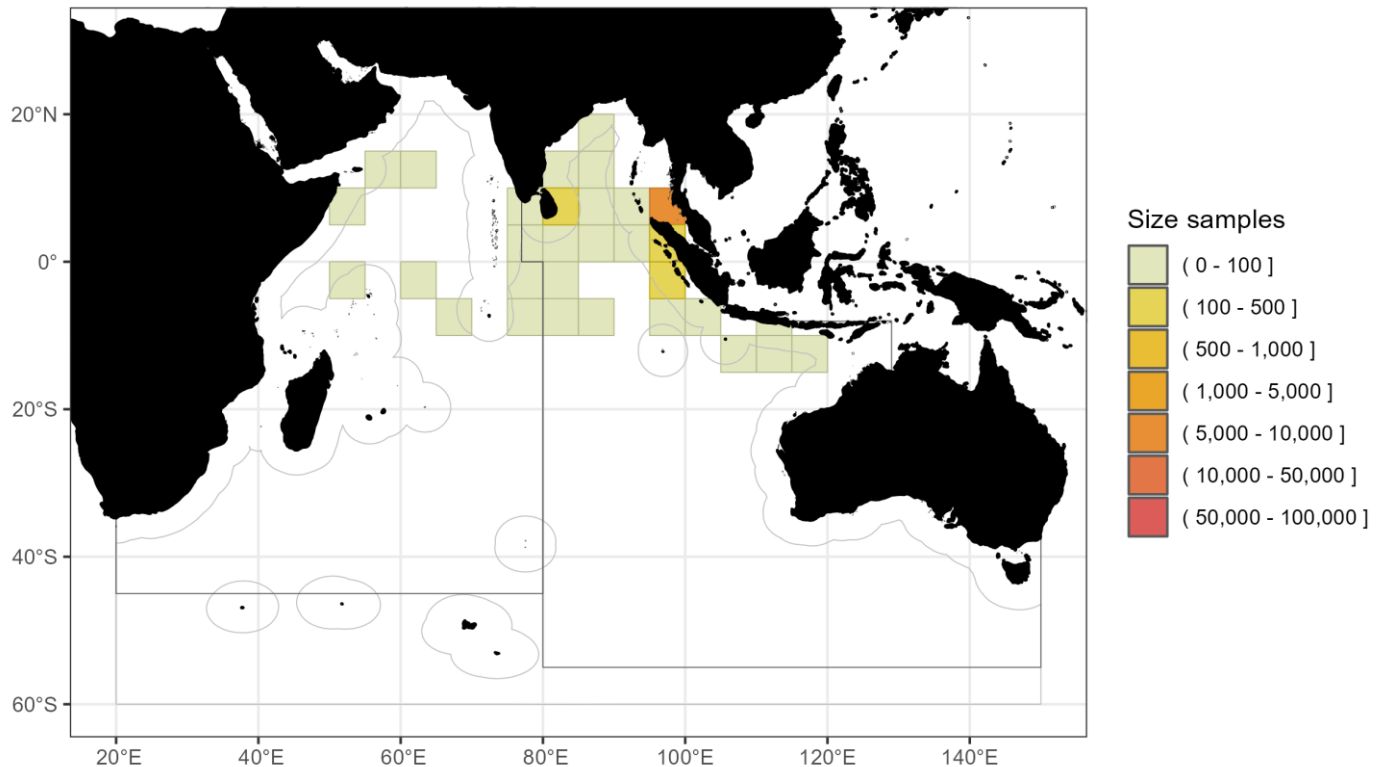 20°N
0°
20°S
40°S
60°S
20°E
40°E
60°E
80°E
100°E
120°E
140°E
Size samples
( 0 - 100 ]
( 100 - 500 ]
( 500 - 1,000 ]
( 1,000 - 5,000 ]
( 5,000 - 10,000 ]
( 10,000 - 50,000 ]
( 50,000 - 100,000 ]